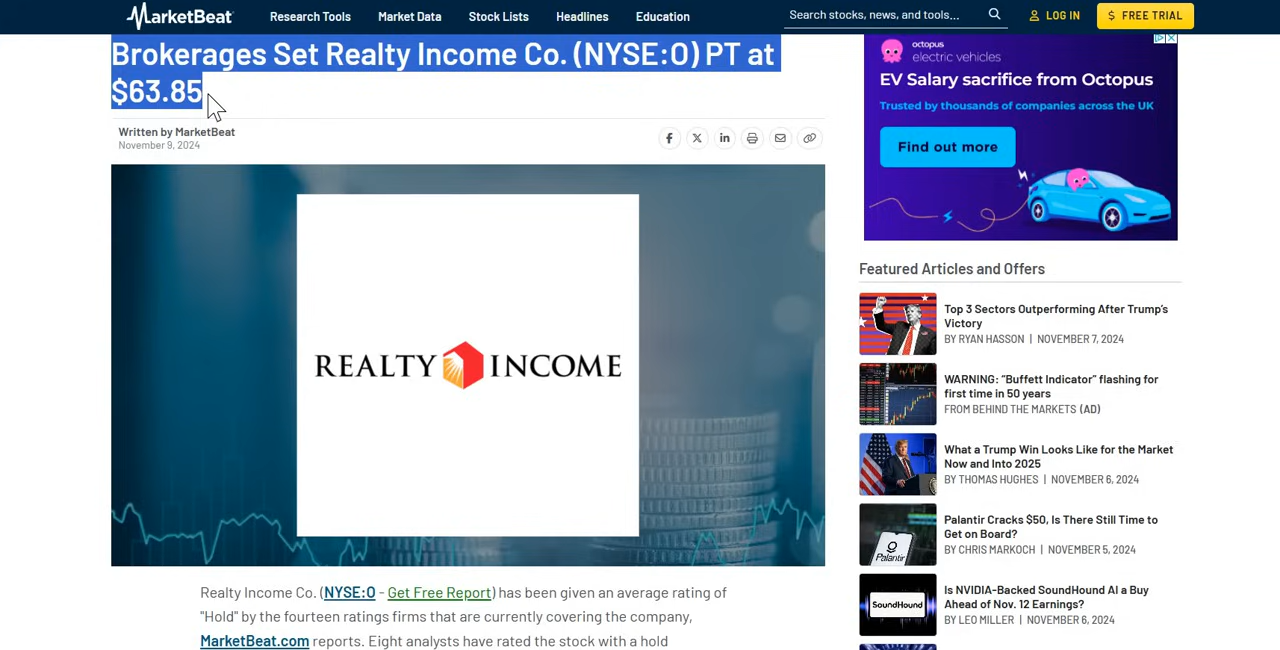 MarketBeat
Research Tools
Market Data
Stock Lists
Headlines
Education
Search stocks, news, and tools...
LOG IN
$ FREE TRIAL
Brokerages Set Realty Income Co. (NYSE:O) PT at
$63.85
Written by MarketBeat
November 9, 2024
REALTY INCOME
Realty Income Co. (NYSE:O - Get Free Report) has been given an average rating of
"Hold" by the fourteen ratings firms that are currently covering the company,
MarketBeat.com reports. Eight analysts have rated the stock with a hold
octopus
electric vehicles
EV Salary sacrifice from Octopus
Trusted by thousands of companies across the UK
Find out more
Featured Articles and Offers
Top 3 Sectors Outperforming After Trump's
Victory
BY RYAN HASSON | NOVEMBER 7, 2024
WARNING: “Buffett Indicator” flashing for
first time in 50 years
FROM BEHIND THE MARKETS (AD)
What a Trump Win Looks Like for the Market
Now and Into 2025
BY THOMAS HUGHES | NOVEMBER 6, 2024
Palantir
Palantir Cracks $50, Is There Still Time to
Get on Board?
BY CHRIS MARKOCH | NOVEMBER 5, 2024
SoundHound
Is NVIDIA-Backed SoundHound AI a Buy
Ahead of Nov. 12 Earnings?
BY LEO MILLER | NOVEMBER 6, 2024